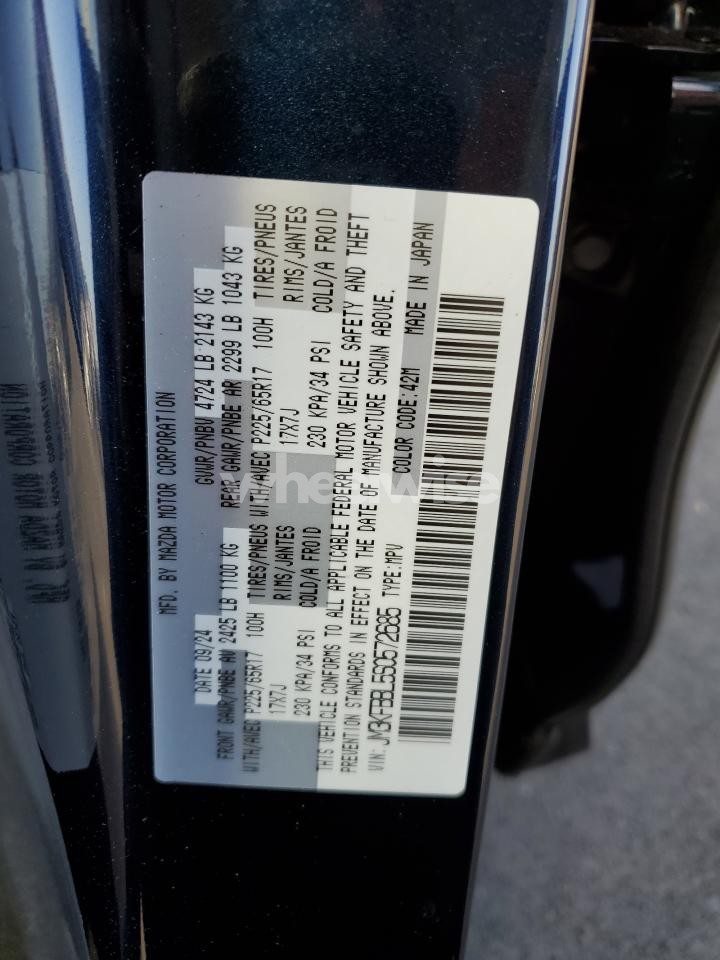 MFD. BY MAZDA MOTOR CORPORATION
DATE 09/24 GVWR/PNBV 4724 LB 2143 KG
FRONT GAWR/PNBE AV 2425 LB 1100 KG REAR GAWR/PNBE AR 2299 LB 1043 KG
WITH/AVEC P225/65R17 100H TIRES/PNEUS WITH/AVEC P225/65R17 100H TIRES/PNEUS
17X7J RIMS/JANTES 17X7J RIMS/JANTES
230 KPA/34 PSI COLD/A FROID 230 KPA/34 PSI COLD/A FROID
THIS VEHICLE CONFORMS TO ALL APPLICABLE FEDERAL MOTOR VEHICLE SAFETY AND THEFT
PREVENTION STANDARDS IN EFFECT ON THE DATE OF MANUFACTURE SHOWN ABOVE.
VIN: JM3KFBBL5S0572685 TYPE: MPV COLOR CODE: 42M MADE IN JAPAN
wheelwise